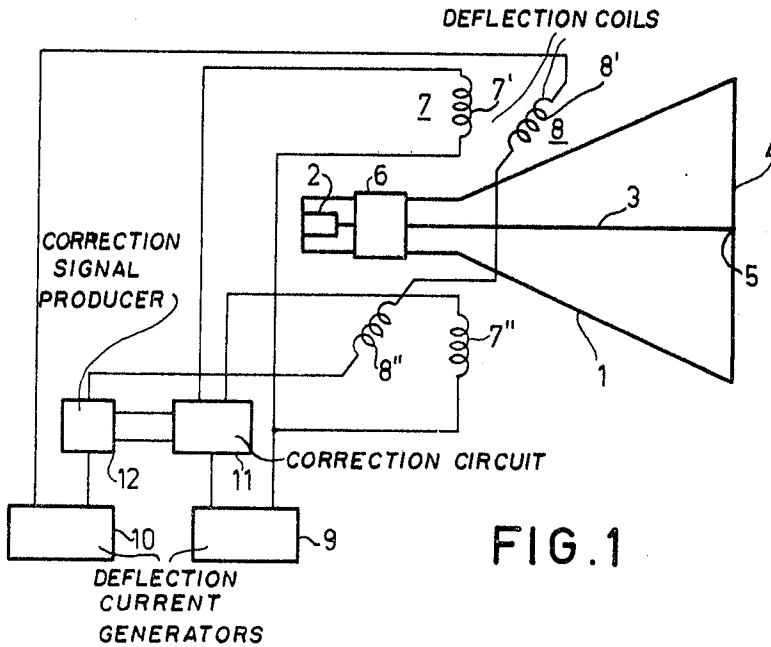 DEFLECTION COILS
8'
7 7'
8
4
2 6
3
CORRECTION
SIGNAL
PRODUCER
5
7"
8"
1
12
11
CORRECTION CIRCUIT
10
9
FIG.1
DEFLECTION
CURRENT
GENERATORS